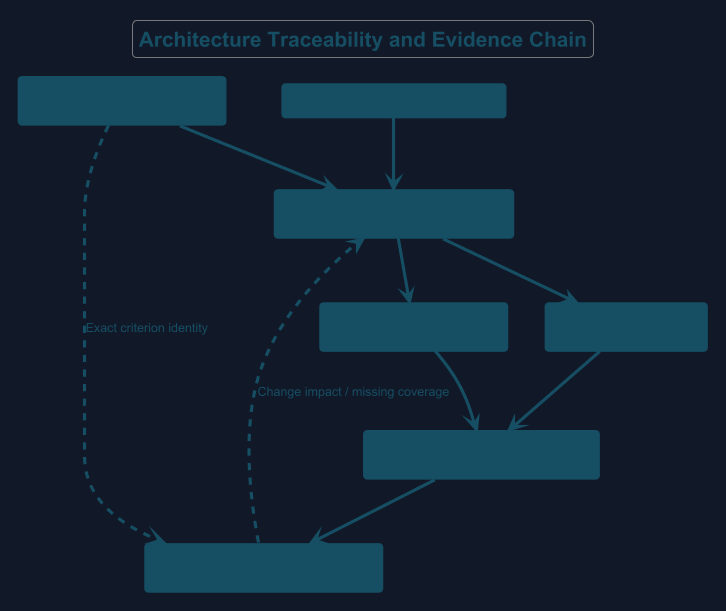 Architecture Traceability and Evidence Chain
Exact criterion identity
Change impact / missing coverage